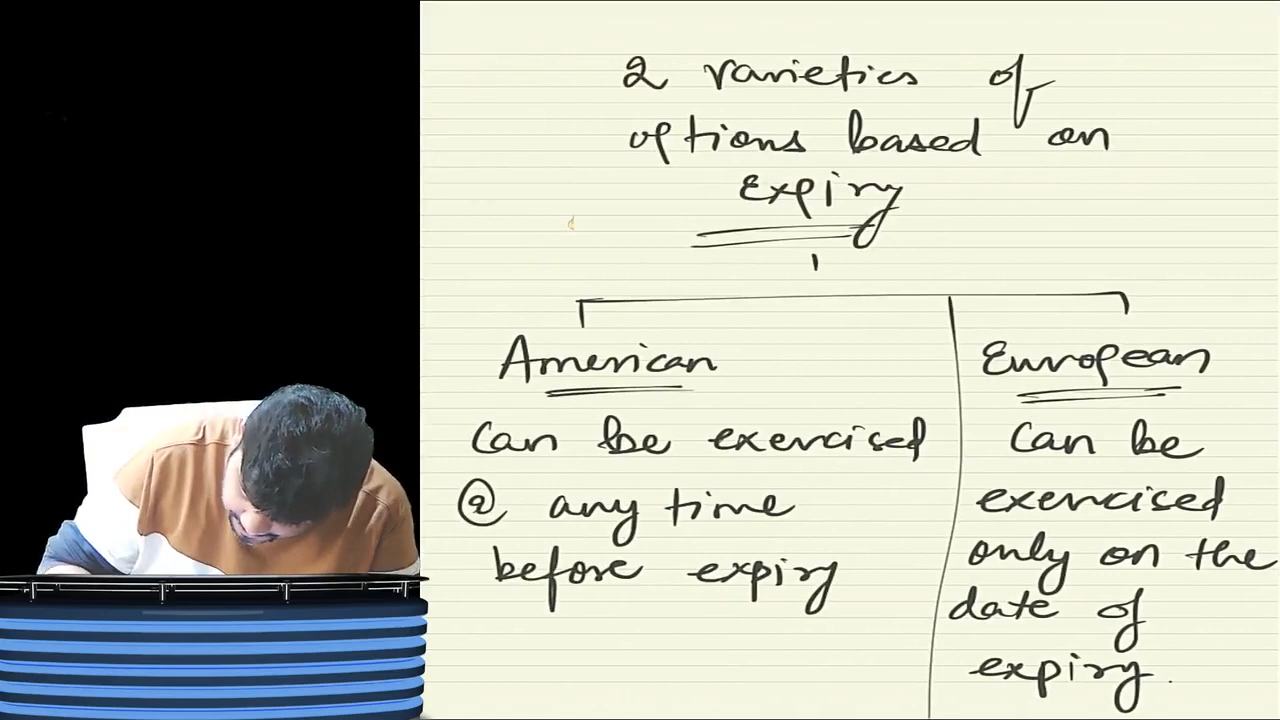 2 varieties of
options based on
Expiry
American
can be exercised
@ any time
before expiry
European
can be
exercised
only on the
date of
expiry.